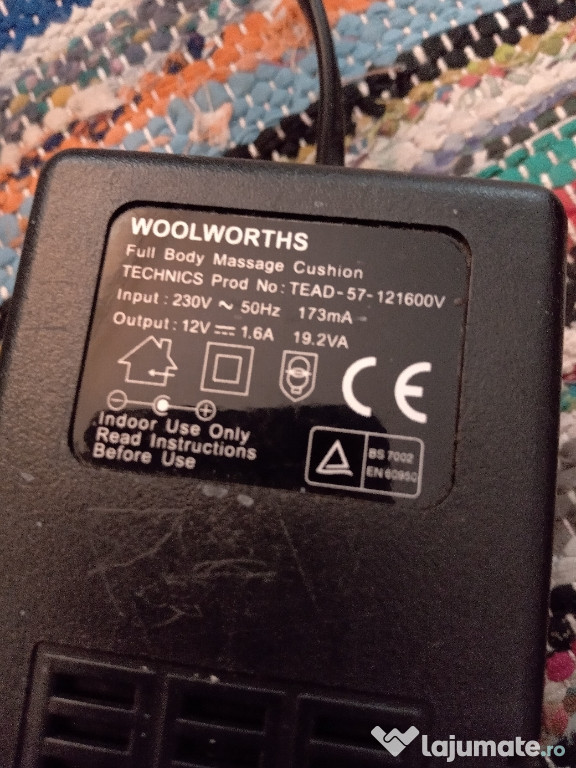 WOOLWORTHS
Full Body Massage Cushion
TECHNICS Prod No: TEAD-57-121600V
Input : 230V ~ 50Hz 173mA
Output : 12V ⎓ 1.6A 19.2VA
CE
Indoor Use Only
Read Instructions
Before Use
BS 7002
EN 60950
lajumate.ro